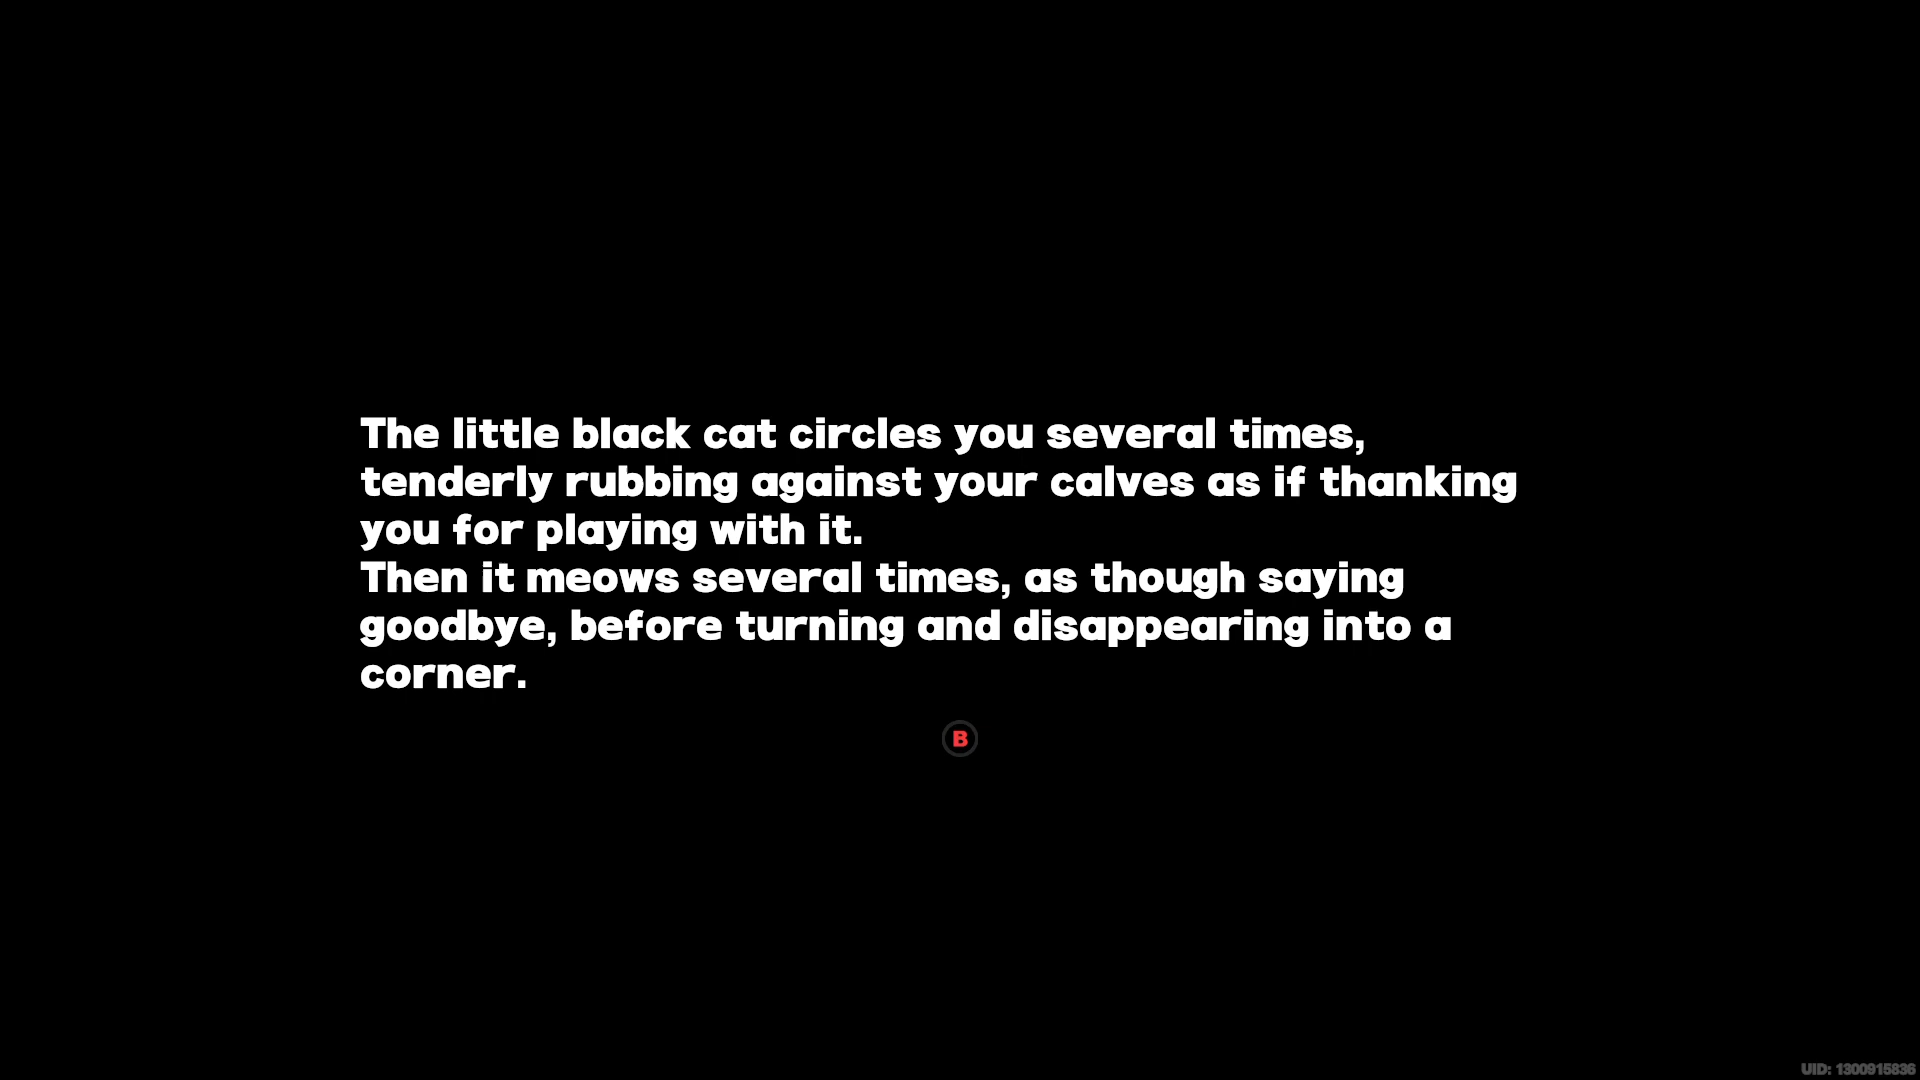 The little black cat circles you several times,
tenderly rubbing against your calves as if thanking
you for playing with it.
Then it meows several times, as though saying
goodbye, before turning and disappearing into a
corner.
B
UID: 1300915836